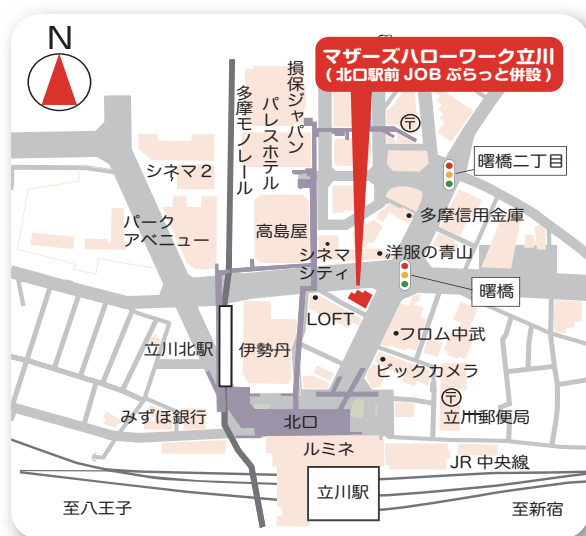 N
マザーズハローワーク立川
(北口駅前 JOB ぷらっと併設)
損保ジャパン
パレスホテル
多摩モノレール
〒
曙橋二丁目
シネマ2
多摩信用金庫
パーク
アベニュー
高島屋
シネマ
シティ
洋服の青山
曙橋
LOFT
立川北駅
伊勢丹
フロム中武
ビックカメラ
〒
立川郵便局
みずほ銀行
北口
ルミネ
JR 中央線
立川駅
至八王子
至新宿